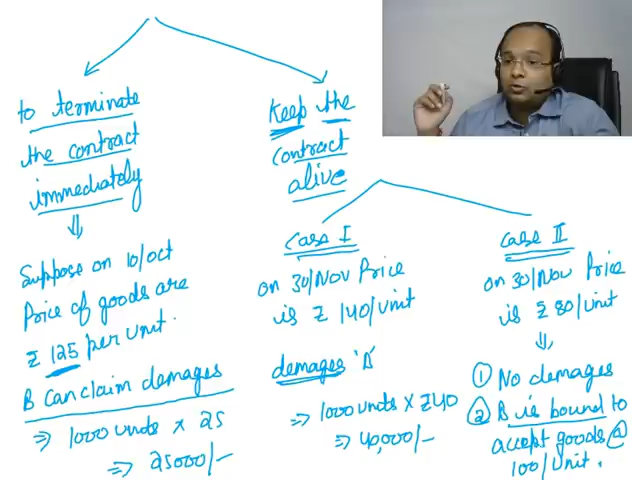 to terminate
the contract
immediately
⇓
Suppose on 10/oct
Price of goods are
₹ 125 per unit.
B can claim demages
⇒ 1000 units × 25
⇒ 25000/-
Keep the
contract
alive
Case I
on 30/Nov Price
is ₹ 140/unit
demages 'B'
⇒ 1000 units × ₹40
⇒ 40,000/-
Case II
on 30/Nov Price
is ₹ 80/unit
⇓
① No demages
② B is bound to
accept goods @
100/unit.